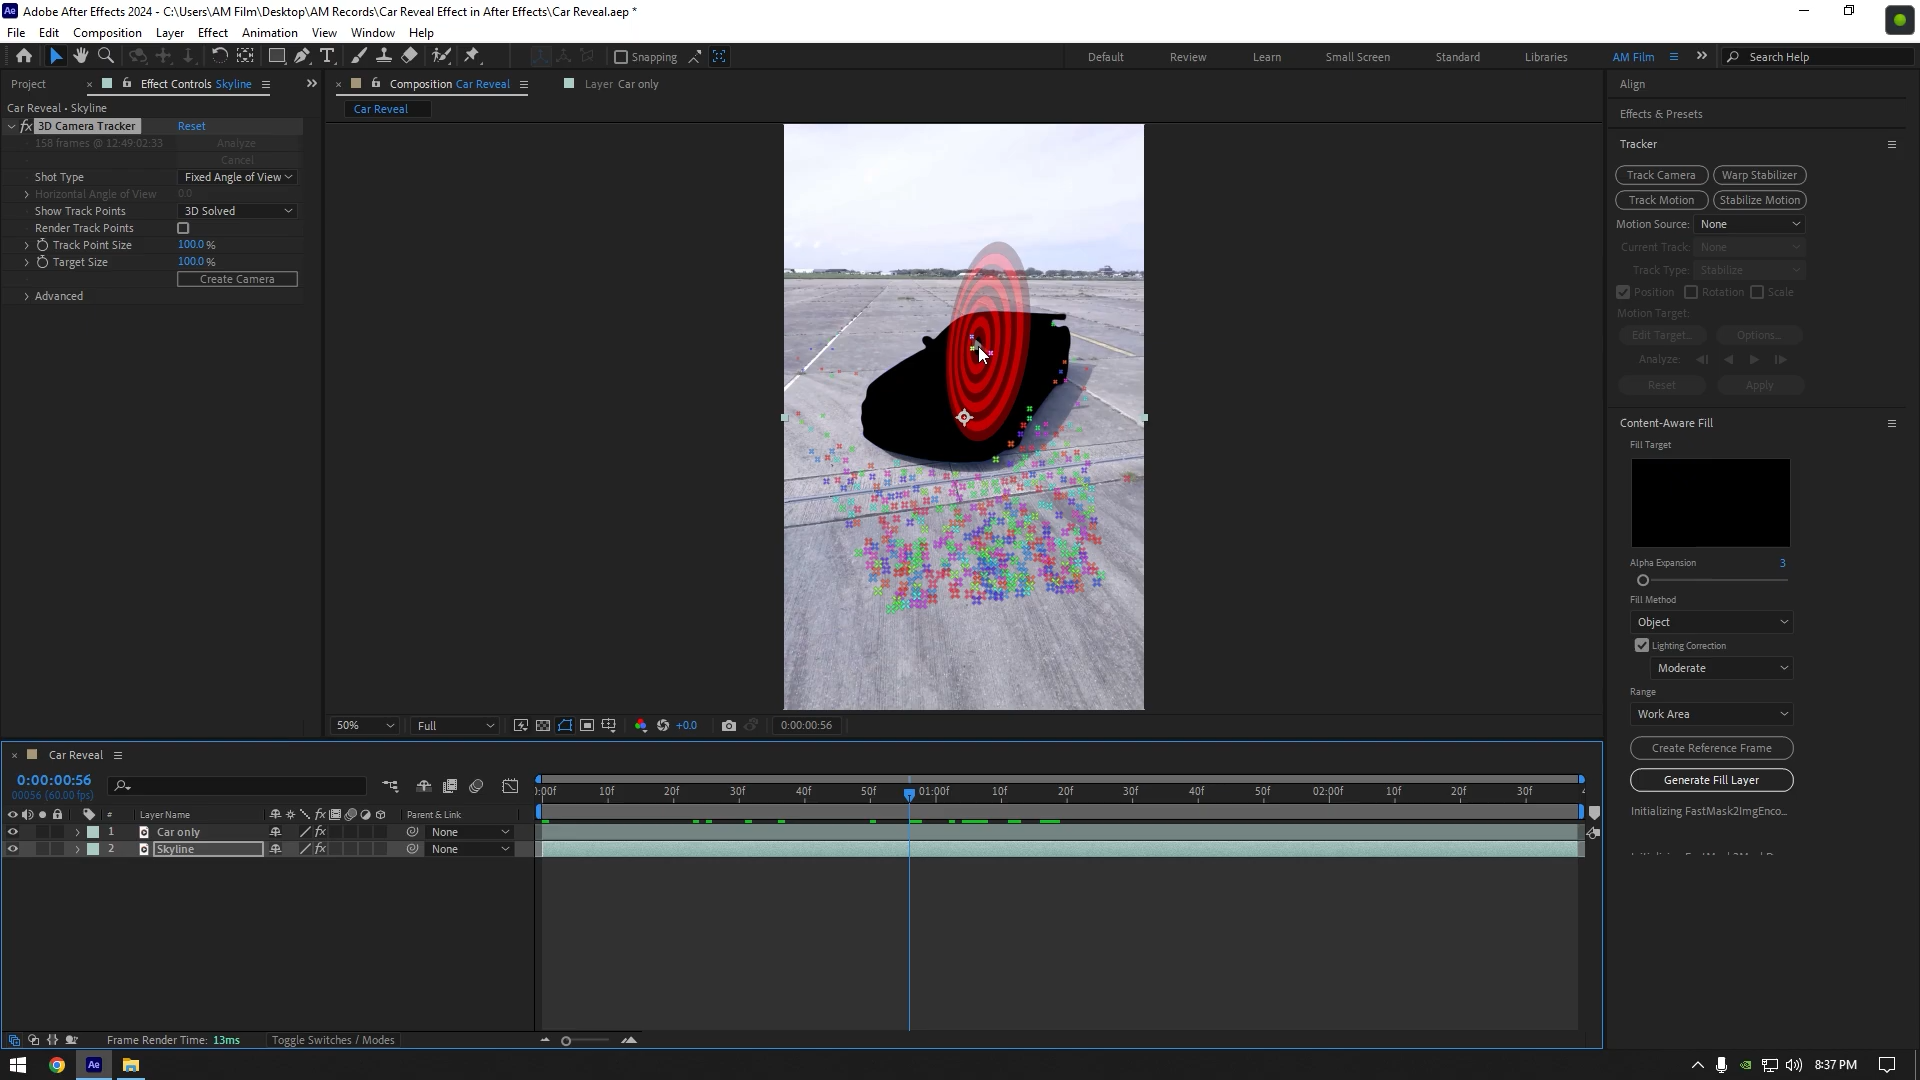 Adobe After Effects 2024 - C:\Users\AM Film\Desktop\AM Records\Car Reveal Effect in After Effects\Car Reveal.aep *
File Edit Composition Layer Effect Animation View Window Help
Snapping
Default Review Learn Small Screen Standard Libraries AM Film Search Help
Project Effect Controls Skyline
Composition Car Reveal Layer Car only
Car Reveal
Car Reveal • Skyline
fx 3D Camera Tracker Reset
158 frames @ 12:49:02:33 Analyze
Cancel
Shot Type Fixed Angle of View
Horizontal Angle of View 0.0
Show Track Points 3D Solved
Render Track Points
Track Point Size 100.0 %
Target Size 100.0 %
Create Camera
Advanced
Align
Effects & Presets
Tracker
Track Camera Warp Stabilizer
Track Motion Stabilize Motion
Motion Source: None
Current Track: None
Track Type: Stabilize
Position Rotation Scale
Motion Target:
Edit Target... Options...
Analyze:
Reset Apply
Content-Aware Fill
Fill Target
Alpha Expansion 3
Fill Method
Object
Lighting Correction
Moderate
Range
Work Area
Create Reference Frame
Generate Fill Layer
Initializing FastMask2ImgEnco...
50% Full +0.0 0:00:00:56
Car Reveal
0:00:00:56
00056 (60.00 fps)
:00f 10f 20f 30f 40f 50f 01:00f 10f 20f 30f 40f 50f 02:00f 10f 20f 30f
# Layer Name fx Parent & Link
1 Car only fx None
2 Skyline fx None
Frame Render Time: 13ms Toggle Switches / Modes
Ae 8:37 PM